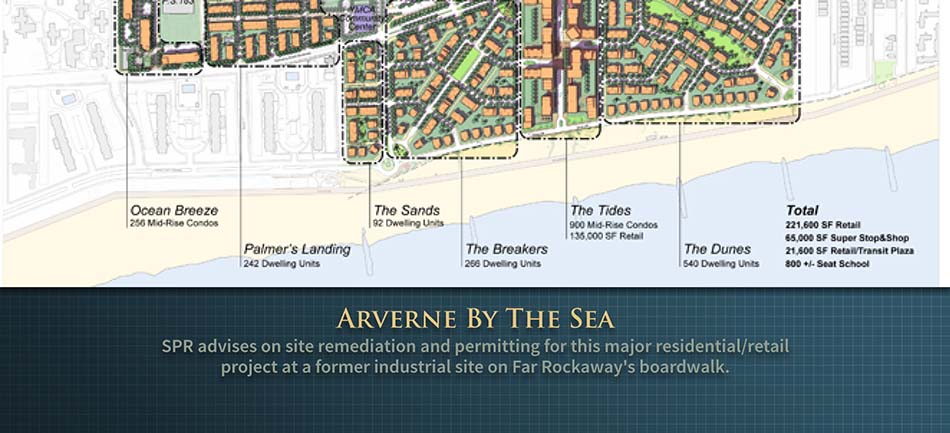 P.S.183
YMCA
Community
Center
Ocean Breeze
256 Mid-Rise Condos
Palmer's Landing
242 Dwelling Units
The Sands
92 Dwelling Units
The Breakers
266 Dwelling Units
The Tides
900 Mid-Rise Condos
135,000 SF Retail
The Dunes
540 Dwelling Units
Total
221,600 SF Retail
65,000 SF Super Stop&Shop
21,600 SF Retail/Transit Plaza
800 +/- Seat School
Arverne By The Sea
SPR advises on site remediation and permitting for this major residential/retail
project at a former industrial site on Far Rockaway's boardwalk.